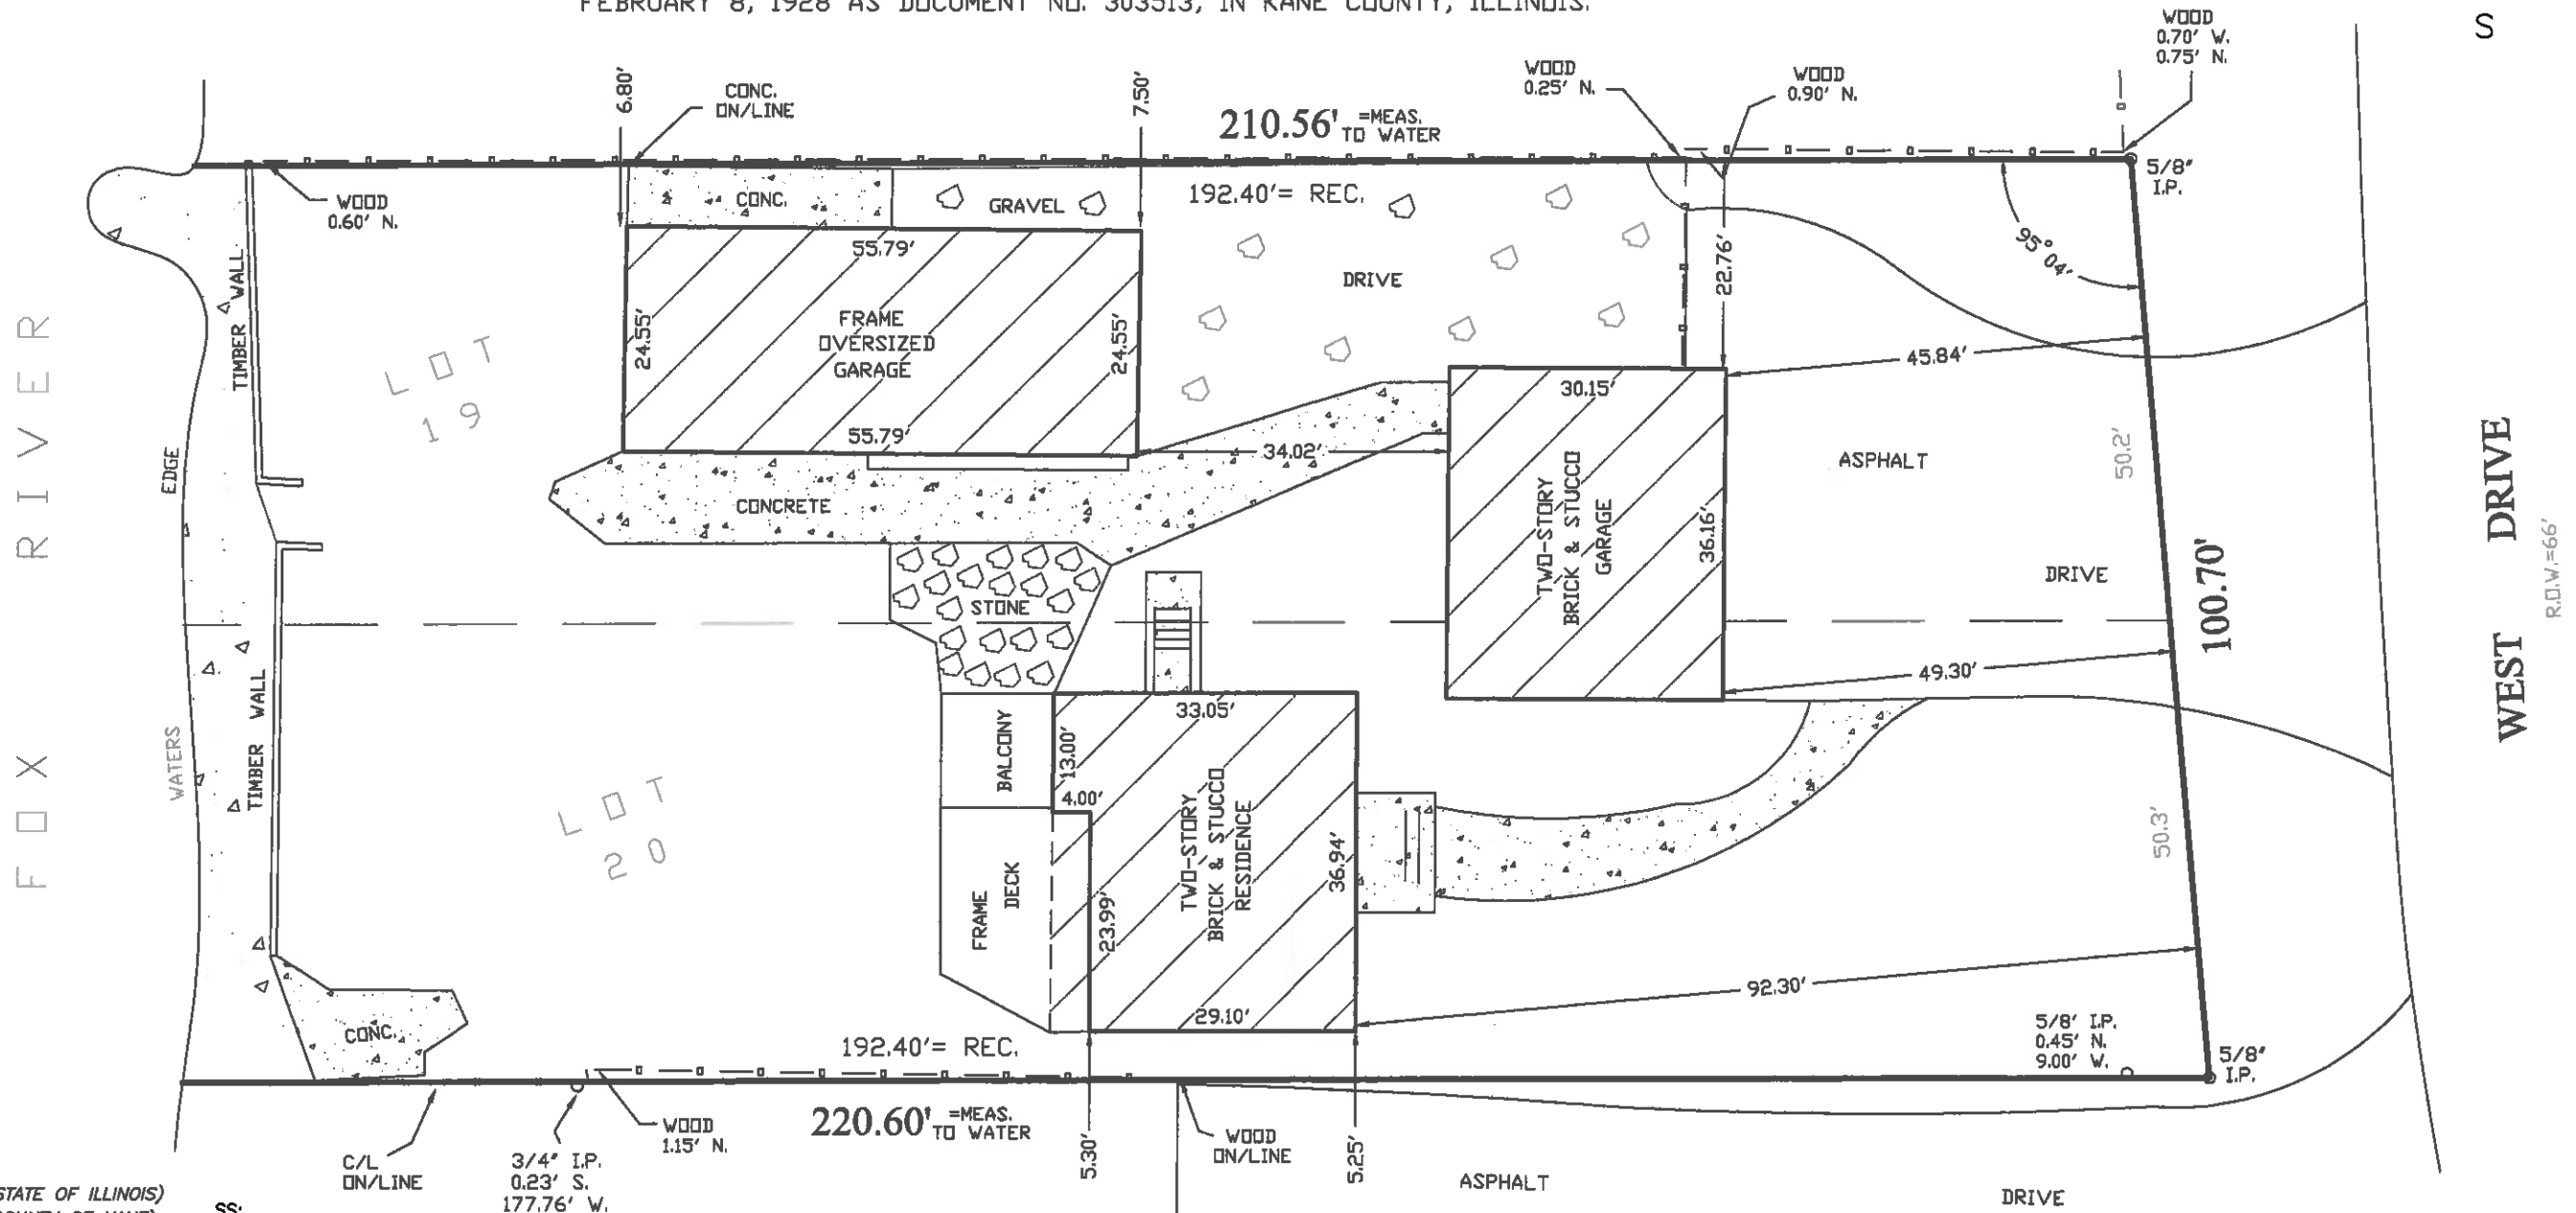 FEBRUARY 8, 1928 AS DOCUMENT NO. 303513, IN KANE COUNTY, ILLINOIS.
S
WOOD
0.70' W.
0.75' N.
6.80'
CONC.
ON/LINE
7.50'
210.56' =MEAS.
TO WATER
WOOD
0.25' N.
WOOD
0.90' N.
5/8"
I.P.
WOOD
0.60' N.
CONC.
GRAVEL
192.40'= REC.
95° 04'
22.76'
55.79'
TIMBER WALL
24.55'
FRAME
OVERSIZED
GARAGE
24.55'
DRIVE
LOT
19
45.84'
30.15'
55.79'
34.02'
ASPHALT
50.2'
EDGE
CONCRETE
TWO-STORY
BRICK & STUCCO
GARAGE
36.16'
FOX RIVER
WEST DRIVE
R.O.W.=66'
DRIVE
100.70'
STONE
49.30'
WATERS
TIMBER WALL
BALCONY
33.05'
13.00'
4.00'
LOT
20
TWO-STORY
BRICK & STUCCO
RESIDENCE
36.94'
50.3'
FRAME
DECK
23.99'
92.30'
29.10'
CONC.
192.40'= REC.
5/8' I.P.
0.45' N.
9.00' W.
5/8"
I.P.
220.60' =MEAS.
TO WATER
WOOD
1.15' N.
5.30'
WOOD
ON/LINE
5.25'
C/L
ON/LINE
3/4" I.P.
0.23' S.
177.76' W.
ASPHALT
DRIVE
STATE OF ILLINOIS)
SS: